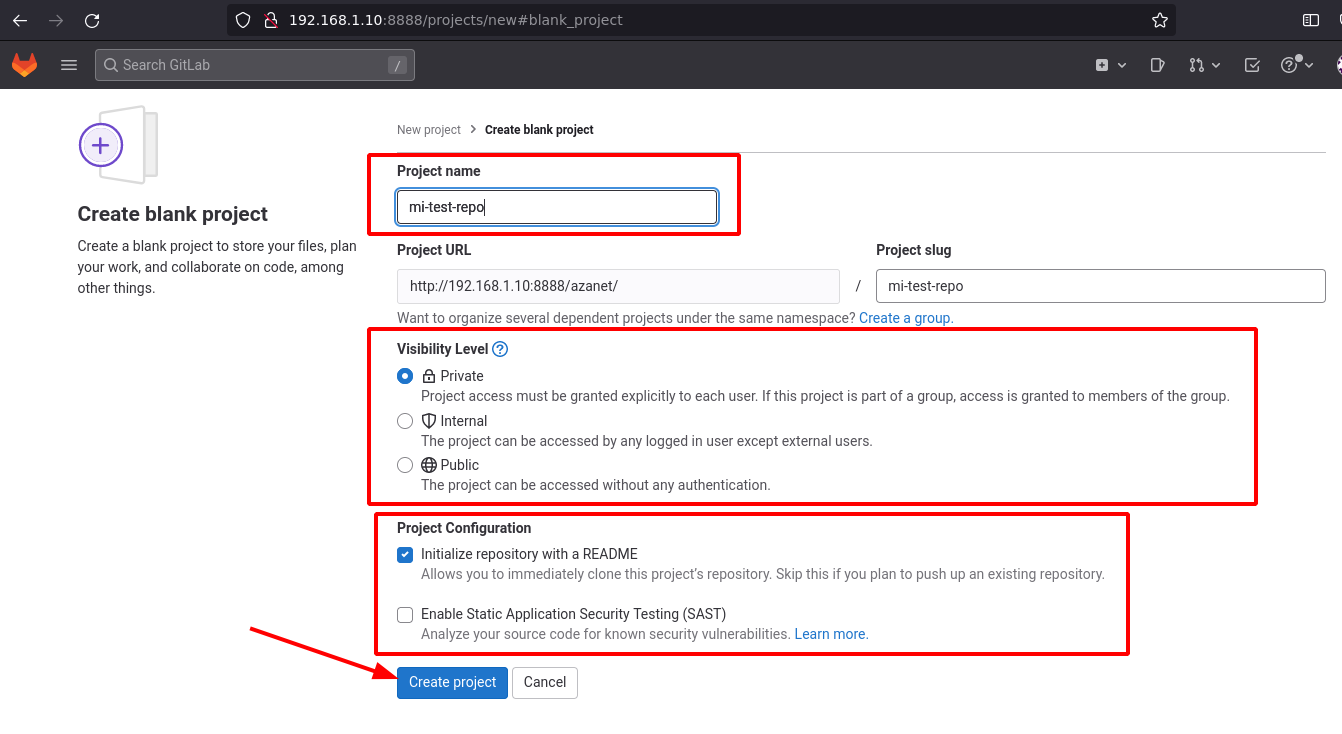 192.168.1.10:8888/projects/new#blank_project
Search GitLab /
New project > Create blank project
Create blank project
Create a blank project to store your files, plan
your work, and collaborate on code, among
other things.
Project name
mi-test-repo
Project URL
Project slug
http://192.168.1.10:8888/azanet/ / mi-test-repo
Want to organize several dependent projects under the same namespace? Create a group.
Visibility Level ?
Private
Project access must be granted explicitly to each user. If this project is part of a group, access is granted to members of the group.
Internal
The project can be accessed by any logged in user except external users.
Public
The project can be accessed without any authentication.
Project Configuration
Initialize repository with a README
Allows you to immediately clone this project’s repository. Skip this if you plan to push up an existing repository.
Enable Static Application Security Testing (SAST)
Analyze your source code for known security vulnerabilities. Learn more.
Create project
Cancel